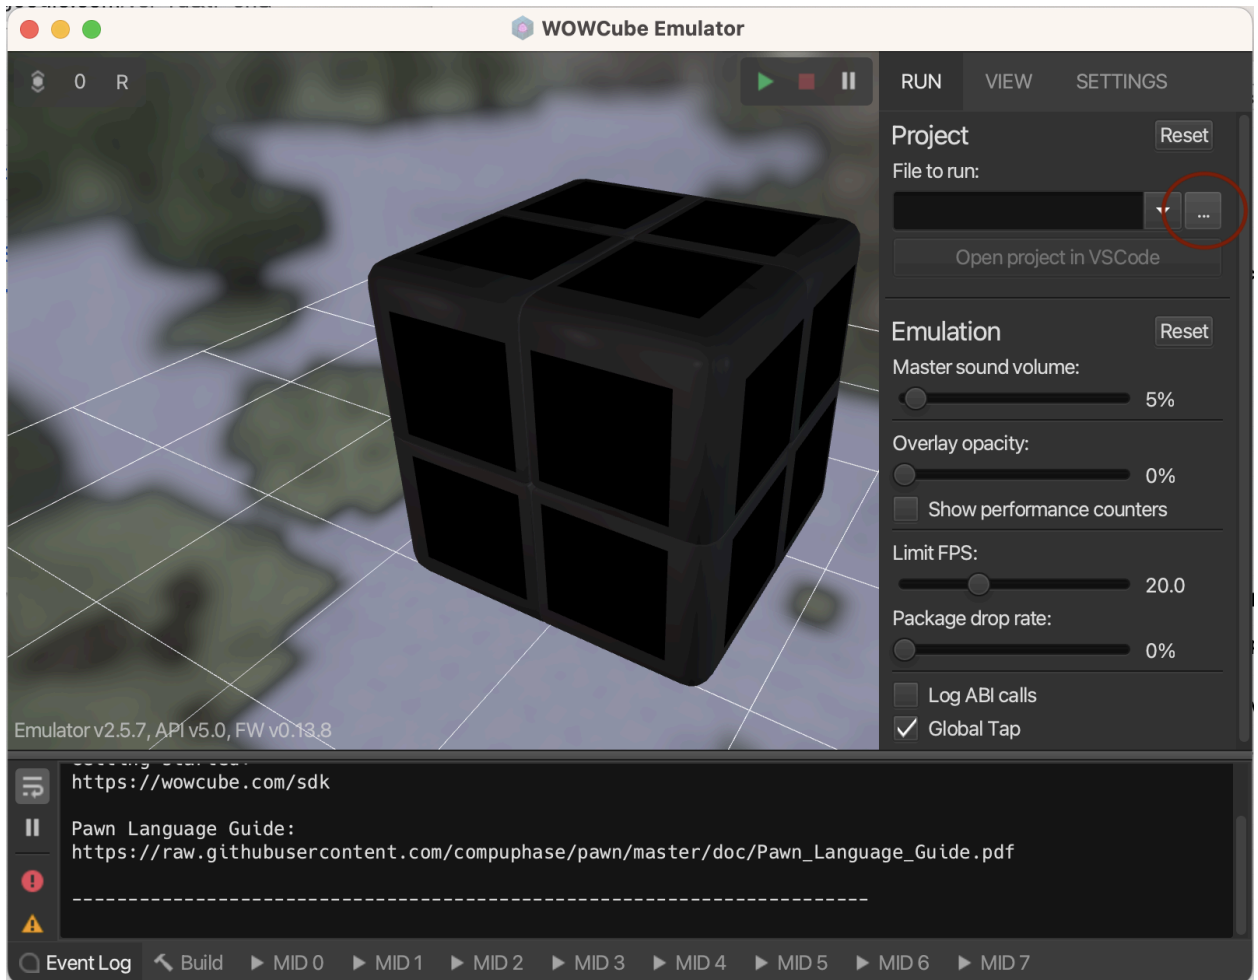 WOWCube Emulator
0 R
RUN VIEW SETTINGS
Project Reset
File to run:
...
Open project in VSCode
Emulation Reset
Master sound volume:
5%
Overlay opacity:
0%
Show performance counters
Limit FPS:
20.0
Package drop rate:
0%
Log ABI calls
Global Tap
Emulator v2.5.7, API v5.0, FW v0.13.8
https://wowcube.com/sdk
Pawn Language Guide:
https://raw.githubusercontent.com/compuphase/pawn/master/doc/Pawn_Language_Guide.pdf
-----------------------------------------------------------------------
Event Log Build MID 0 MID 1 MID 2 MID 3 MID 4 MID 5 MID 6 MID 7